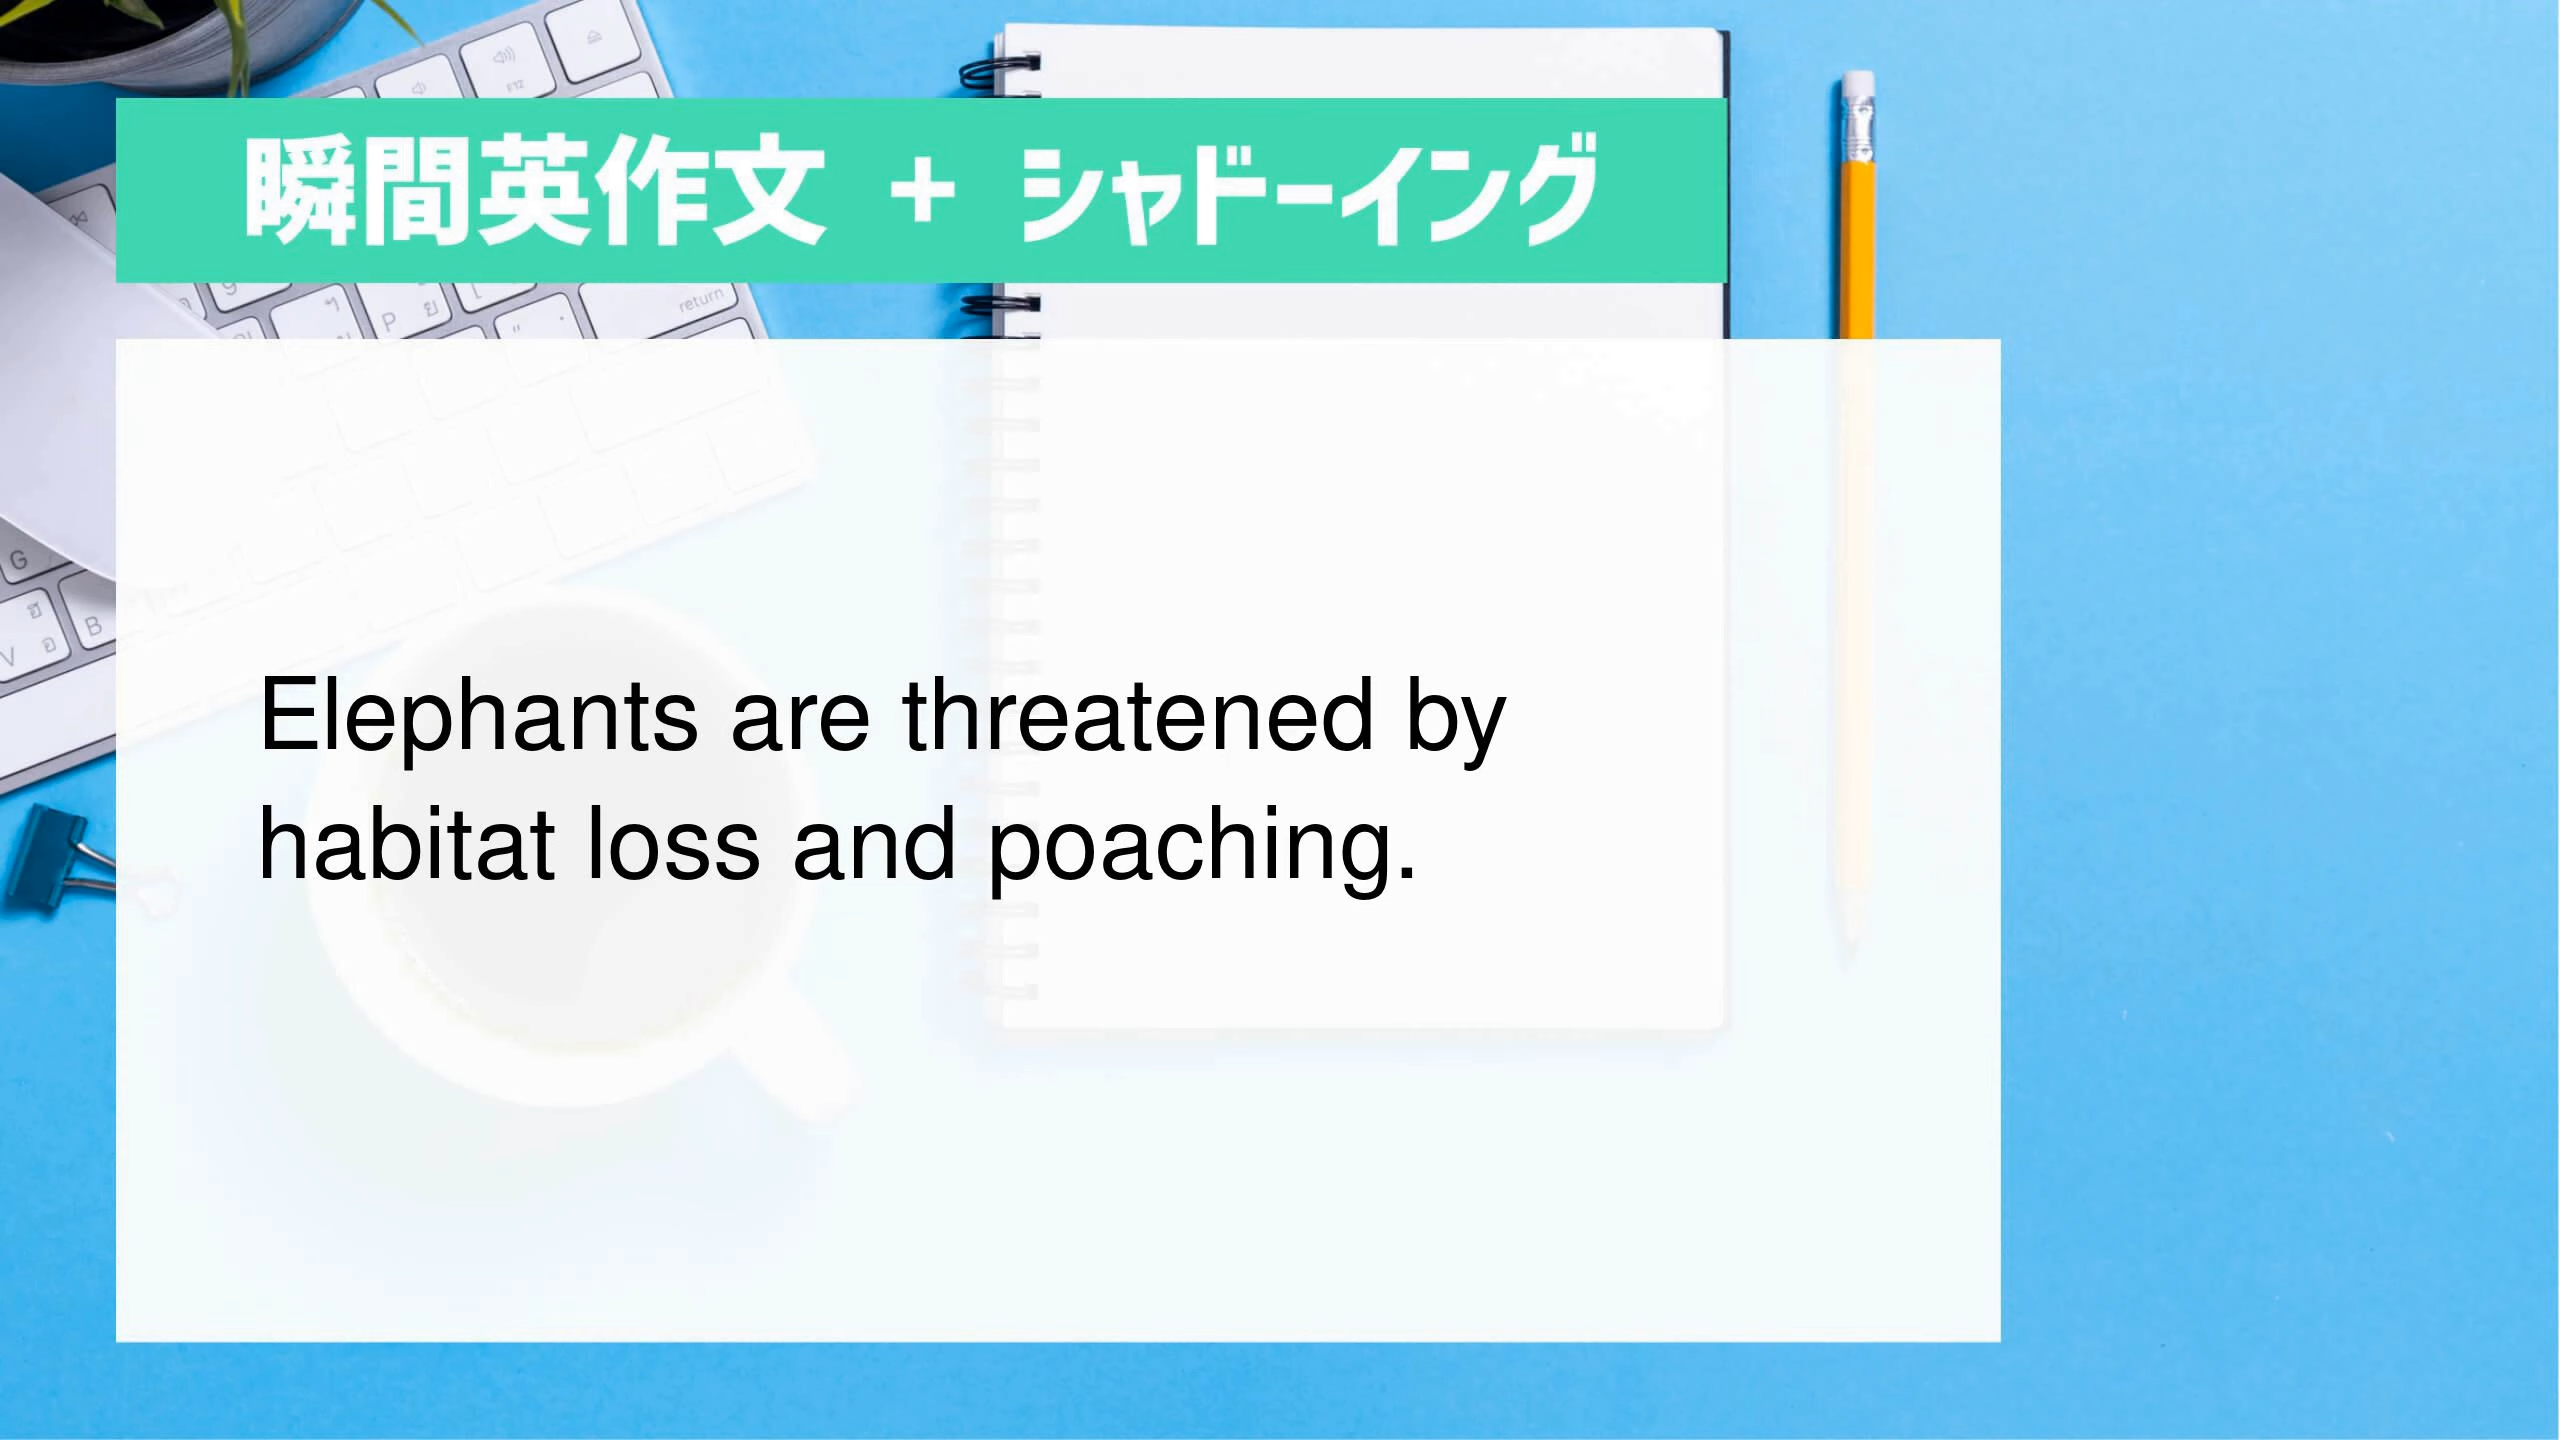 瞬間英作文 + シャドーイング
Elephants are threatened by
habitat loss and poaching.